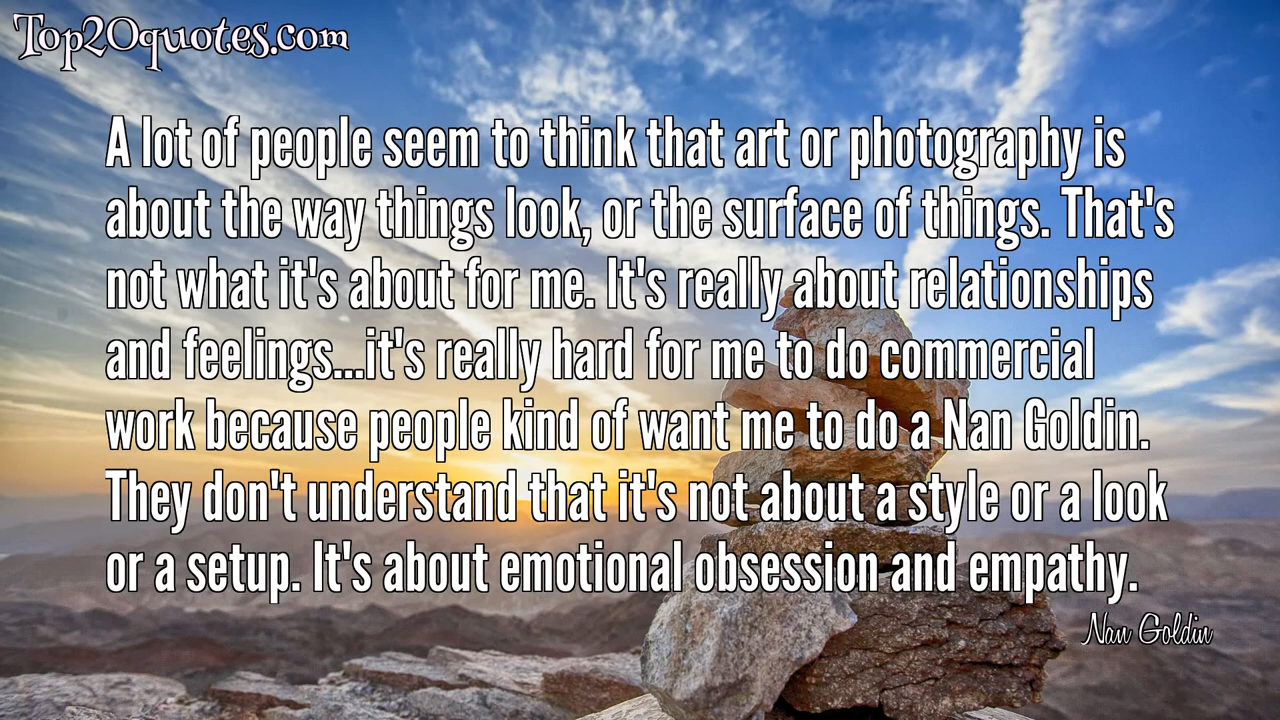 Top20quotes.com
A lot of people seem to think that art or photography is
about the way things look, or the surface of things. That's
not what it's about for me. It's really about relationships
and feelings...it's really hard for me to do commercial
work because people kind of want me to do a Nan Goldin.
They don't understand that it's not about a style or a look
or a setup. It's about emotional obsession and empathy.
Nan Goldin